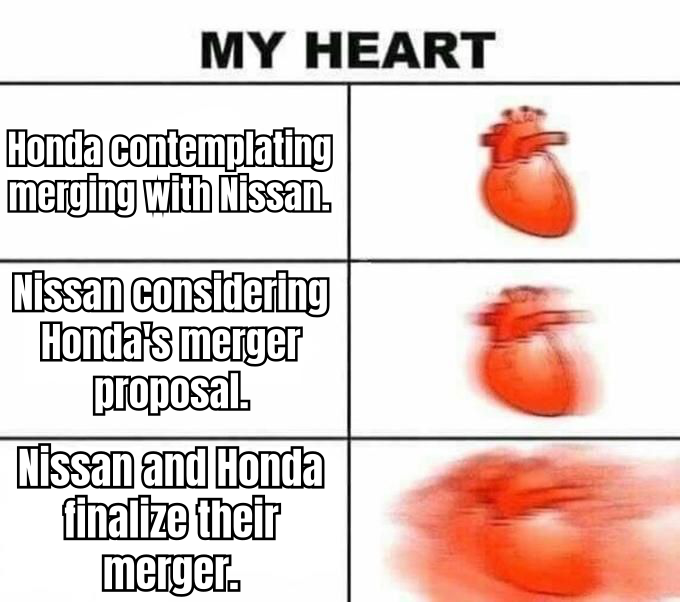 MY HEART
Honda contemplating
merging with Nissan.
Nissan considering
Honda's merger
proposal.
Nissan and Honda
finalize their
merger.